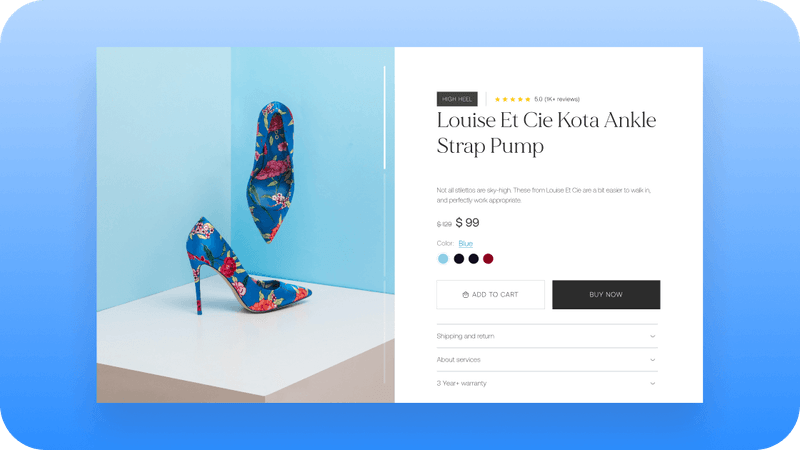 HIGH HEEL
5.0 (1K+ reviews)
Louise Et Cie Kota Ankle
Strap Pump
Not all stilettos are sky-high. These from Louise Et Cie are a bit easier to walk in,
and perfectly work appropriate.
$ 129 $ 99
Color: Blue
ADD TO CART
BUY NOW
Shipping and return
About services
3 Year+ warranty